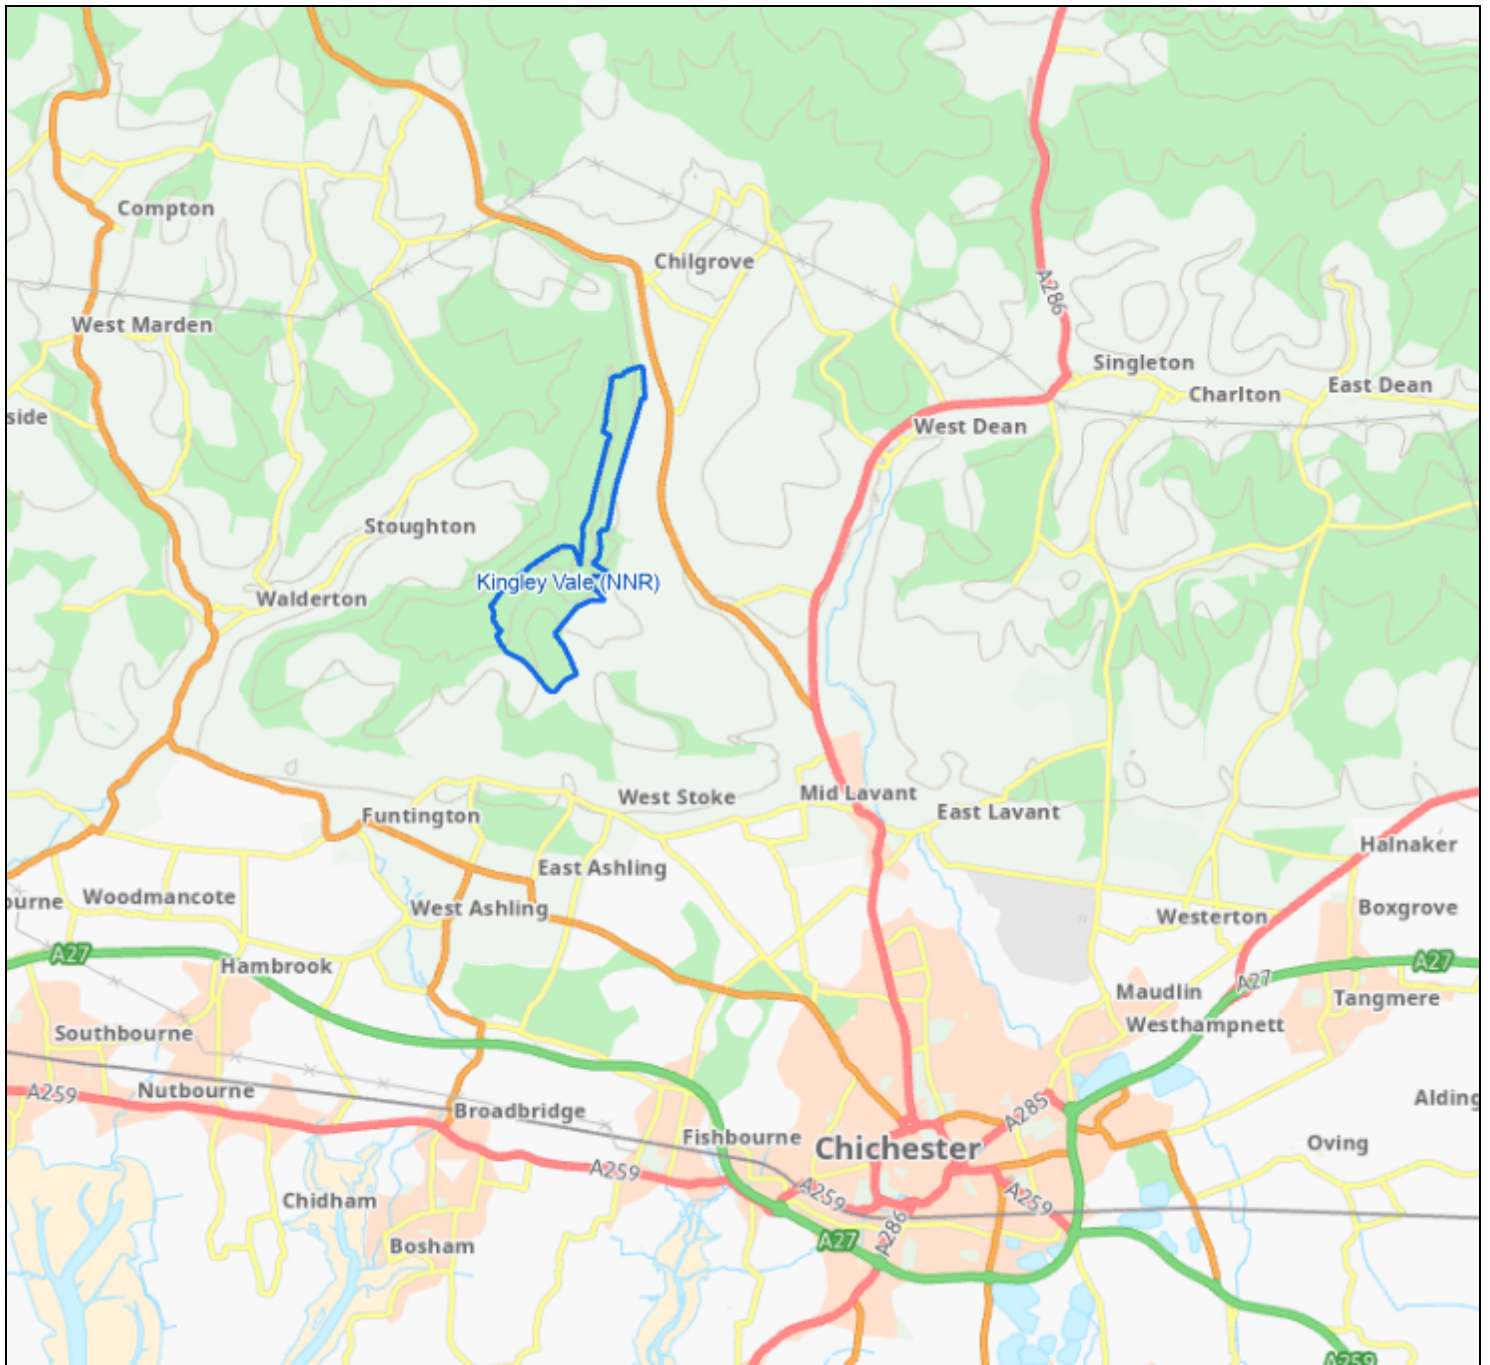 Compton
Chilgrove
A286
West Marden
Singleton
East Dean
Charlton
side
West Dean
Stoughton
Kingley Vale (NNR)
Walderton
Mid Lavant
West Stoke
East Lavant
Funtington
Halnaker
East Ashling
Woodmancote
ourne
West Ashling
Boxgrove
Westerton
A27
A27
Hambrook
A27
Maudlin
Tangmere
Westhampnett
Southbourne
Nutbourne
A259
Alding
Broadbridge
A285
Fishbourne
Chichester
Oving
A259
A259
A259
Chidham
A286
A27
Bosham
A259